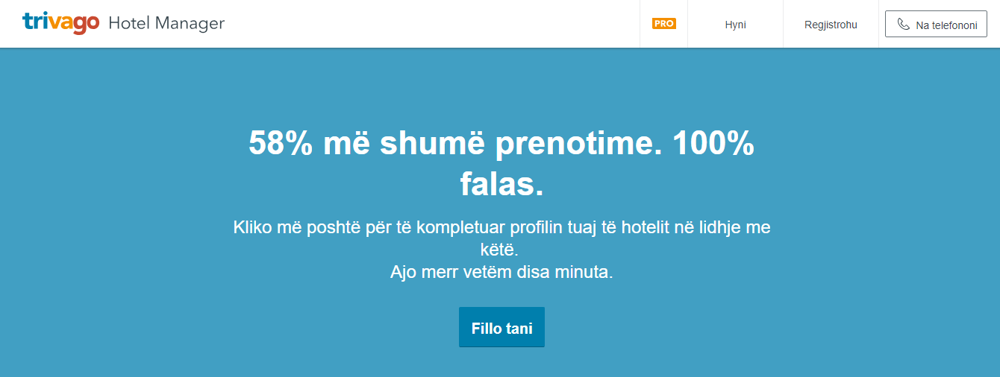 trivago Hotel Manager
PRO
Hyni
Regjistrohu
Na telefononi
58% më shumë prenotime. 100%
falas.
Kliko më poshtë për të kompletuar profilin tuaj të hotelit në lidhje me
këtë.
Ajo merr vetëm disa minuta.
Fillo tani